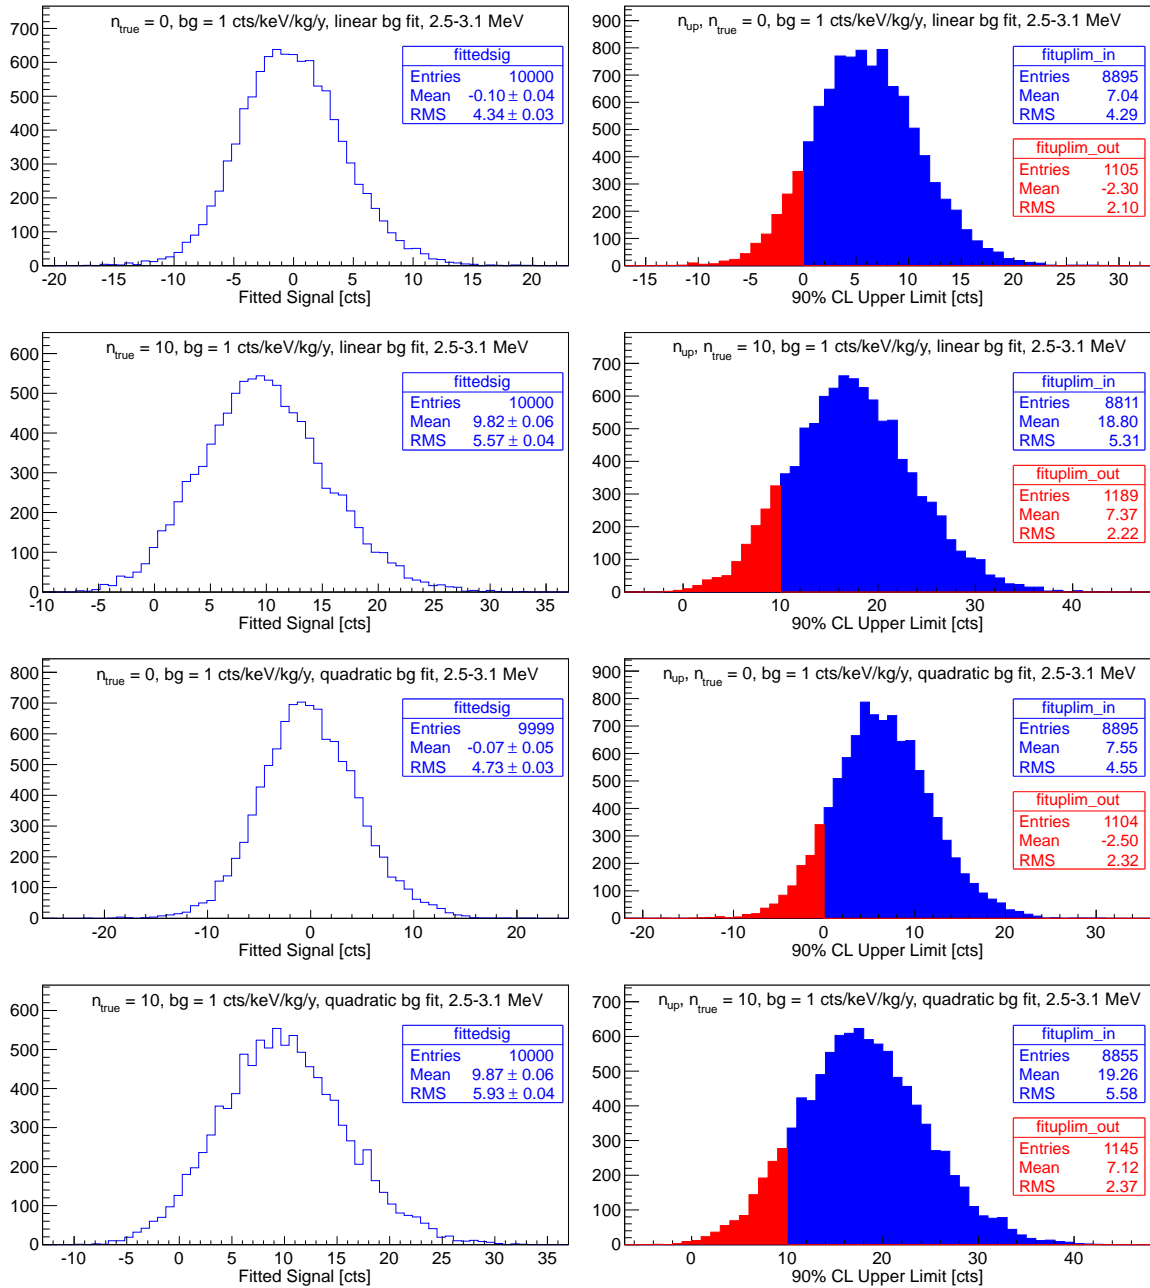 n_true = 0, bg = 1 cts/keV/kg/y, linear bg fit, 2.5-3.1 MeV
fittedsig
Entries 10000
Mean -0.10 ± 0.04
RMS 4.34 ± 0.03
700
600
500
400
300
200
100
0
-20 -15 -10 -5 0 5 10 15 20
Fitted Signal [cts]
n_up, n_true = 0, bg = 1 cts/keV/kg/y, linear bg fit, 2.5-3.1 MeV
fituplim_in
Entries 8895
Mean 7.04
RMS 4.29
fituplim_out
Entries 1105
Mean -2.30
RMS 2.10
900
800
700
600
500
400
300
200
100
0
-15 -10 -5 0 5 10 15 20 25 30
90% CL Upper Limit [cts]
n_true = 10, bg = 1 cts/keV/kg/y, linear bg fit, 2.5-3.1 MeV
fittedsig
Entries 10000
Mean 9.82 ± 0.06
RMS 5.57 ± 0.04
600
500
400
300
200
100
0
-10 -5 0 5 10 15 20 25 30 35
Fitted Signal [cts]
n_up, n_true = 10, bg = 1 cts/keV/kg/y, linear bg fit, 2.5-3.1 MeV
fituplim_in
Entries 8811
Mean 18.80
RMS 5.31
fituplim_out
Entries 1189
Mean 7.37
RMS 2.22
700
600
500
400
300
200
100
0
0 10 20 30 40
90% CL Upper Limit [cts]
n_true = 0, bg = 1 cts/keV/kg/y, quadratic bg fit, 2.5-3.1 MeV
fittedsig
Entries 9999
Mean -0.07 ± 0.05
RMS 4.73 ± 0.03
800
700
600
500
400
300
200
100
0
-20 -10 0 10 20
Fitted Signal [cts]
n_up, n_true = 0, bg = 1 cts/keV/kg/y, quadratic bg fit, 2.5-3.1 MeV
fituplim_in
Entries 8895
Mean 7.55
RMS 4.55
fituplim_out
Entries 1104
Mean -2.50
RMS 2.32
900
800
700
600
500
400
300
200
100
0
-20 -10 0 10 20 30
90% CL Upper Limit [cts]
n_true = 10, bg = 1 cts/keV/kg/y, quadratic bg fit, 2.5-3.1 MeV
fittedsig
Entries 10000
Mean 9.87 ± 0.06
RMS 5.93 ± 0.04
600
500
400
300
200
100
0
-10 -5 0 5 10 15 20 25 30 35
Fitted Signal [cts]
n_up, n_true = 10, bg = 1 cts/keV/kg/y, quadratic bg fit, 2.5-3.1 MeV
fituplim_in
Entries 8855
Mean 19.26
RMS 5.58
fituplim_out
Entries 1145
Mean 7.12
RMS 2.37
700
600
500
400
300
200
100
0
0 10 20 30 40
90% CL Upper Limit [cts]